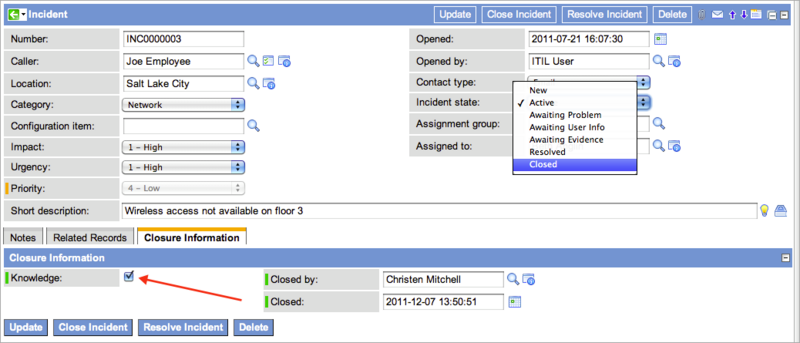 Incident Update Close Incident Resolve Incident Delete
Number: INC0000003 Opened: 2011-07-21 16:07:30
Caller: Joe Employee Opened by: ITIL User
Location: Salt Lake City Contact type:
Category: Network Incident state:
New
✓ Active
Awaiting Problem
Awaiting User Info
Awaiting Evidence
Resolved
Closed
Configuration item: Assignment group:
Impact: 1 - High Assigned to:
Urgency: 1 - High
Priority: 4 - Low
Short description: Wireless access not available on floor 3
Notes Related Records Closure Information
Closure Information
Knowledge: Closed by: Christen Mitchell
Closed: 2011-12-07 13:50:51
Update Close Incident Resolve Incident Delete